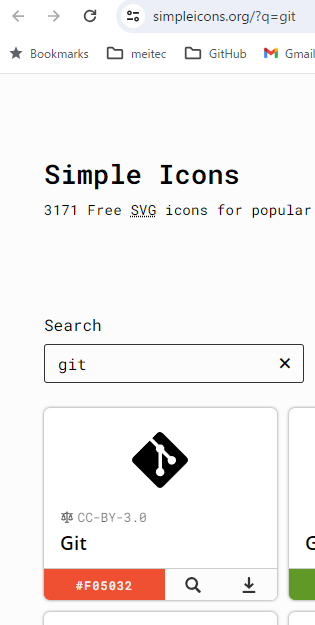 simpleicons.org/?q=git
Bookmarks meitec GitHub Gmail
Simple Icons
3171 Free SVG icons for popular
Search
git
CC-BY-3.0
Git
#F05032